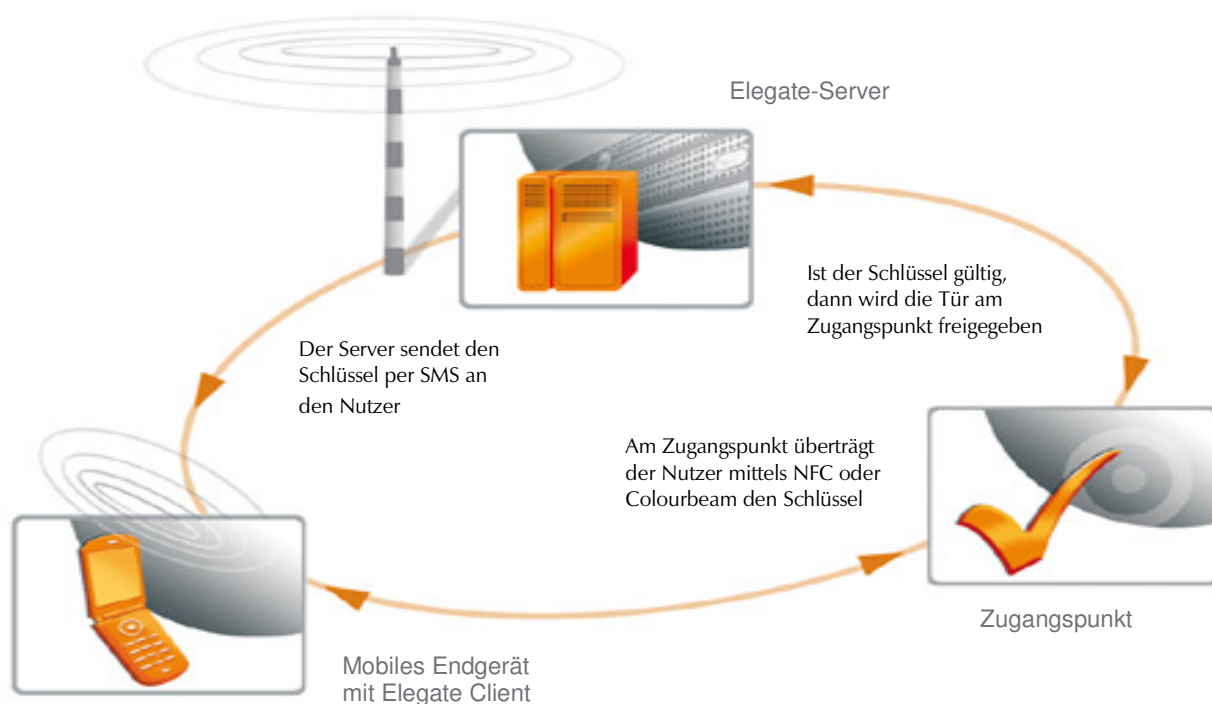 Elegate-Server
Ist der Schlüssel gültig,
dann wird die Tür am
Zugangspunkt freigegeben
Der Server sendet den
Schlüssel per SMS an
den Nutzer
Am Zugangspunkt überträgt
der Nutzer mittels NFC oder
Colourbeam den Schlüssel
Zugangspunkt
Mobiles Endgerät
mit Elegate Client